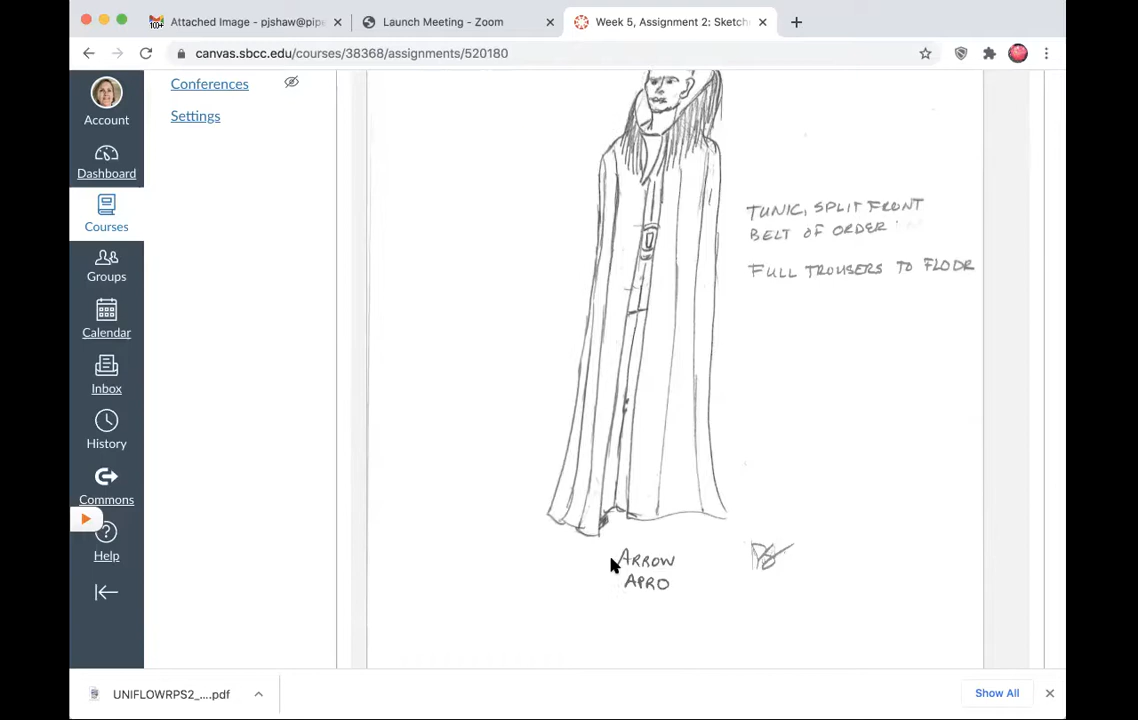 Attached Image - pjshaw@pipe
Launch Meeting - Zoom
Week 5, Assignment 2: Sketch
canvas.sbcc.edu/courses/38368/assignments/520180
Account
Dashboard
Courses
Groups
Calendar
Inbox
History
Commons
Help
Conferences
Settings
TUNIC, SPLIT FRONT
BELT OF ORDER
FULL TROUSERS TO FLOOR
ARROW
APRO
UNIFLOWRPS2_....pdf
Show All